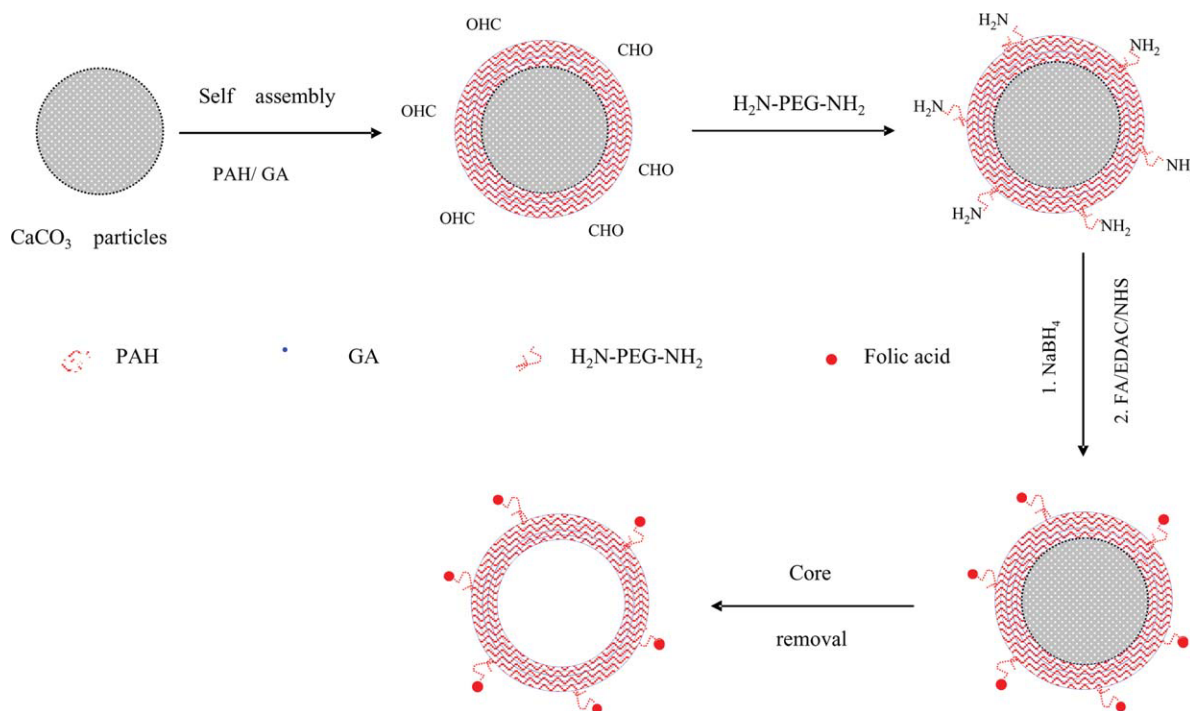 CaCO₃ particles
Self assembly
PAH/ GA
OHC
CHO
OHC
CHO
OHC
CHO
H₂N-PEG-NH₂
H₂N
NH₂
H₂N
NH
H₂N
NH₂
1. NaBH₄
2. FA/EDAC/NHS
PAH
GA
H₂N-PEG-NH₂
Folic acid
Core
removal